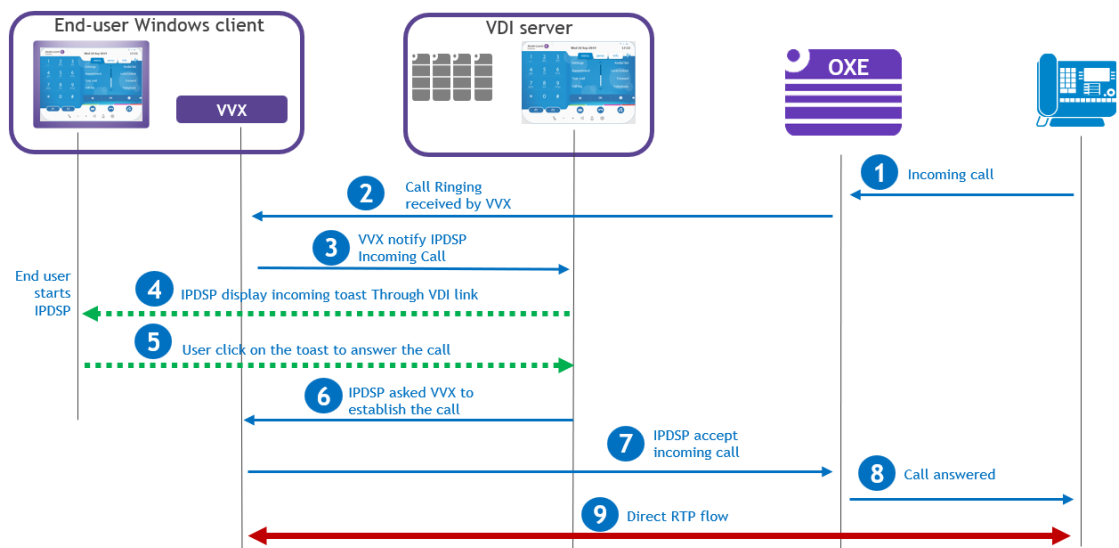 End-user Windows client
VDI server
VVX
OXE
1
Incoming call
2
Call Ringing
received by VVX
3
VVX notify IPDSP
Incoming Call
End user
starts
IPDSP
4
IPDSP display incoming toast Through VDI link
5
User click on the toast to answer the call
6
IPDSP asked VVX to
establish the call
7
IPDSP accept
incoming call
8
Call answered
9
Direct RTP flow